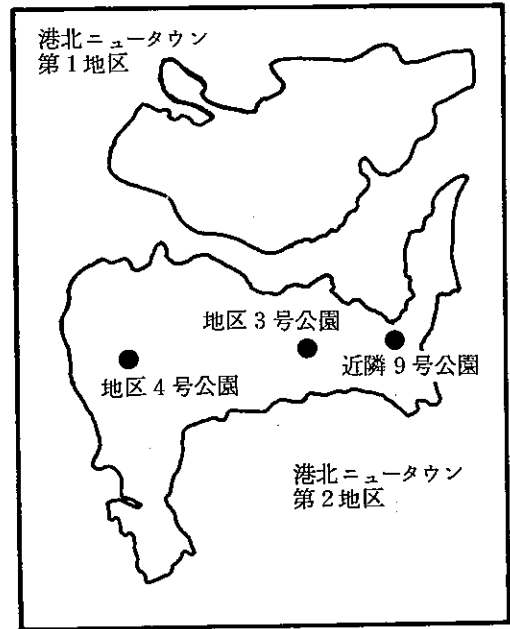 港北ニュータウン
第1地区
地区3号公園
近隣9号公園
地区4号公園
港北ニュータウン
第2地区